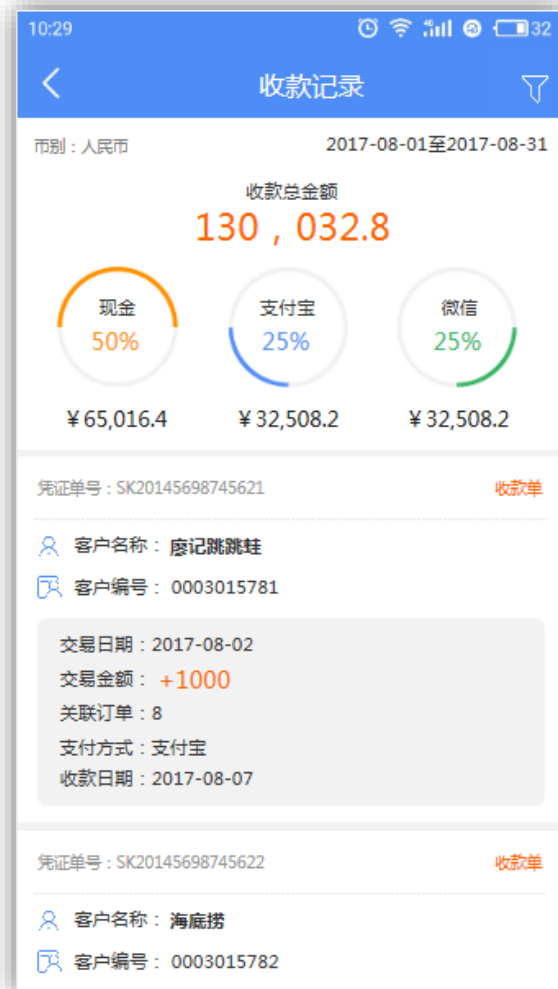 10:29
32
收款记录
币别：人民币 2017-08-01至2017-08-31
收款总金额
130，032.8
现金 支付宝 微信
50% 25% 25%
￥65,016.4 ￥32,508.2 ￥32,508.2
凭证单号：SK20145698745621 收款单
客户名称：廖记跳跳蛙
客户编号：0003015781
交易日期：2017-08-02
交易金额：+1000
关联订单：8
支付方式：支付宝
收款日期：2017-08-07
凭证单号：SK20145698745622 收款单
客户名称：海底捞
客户编号：0003015782